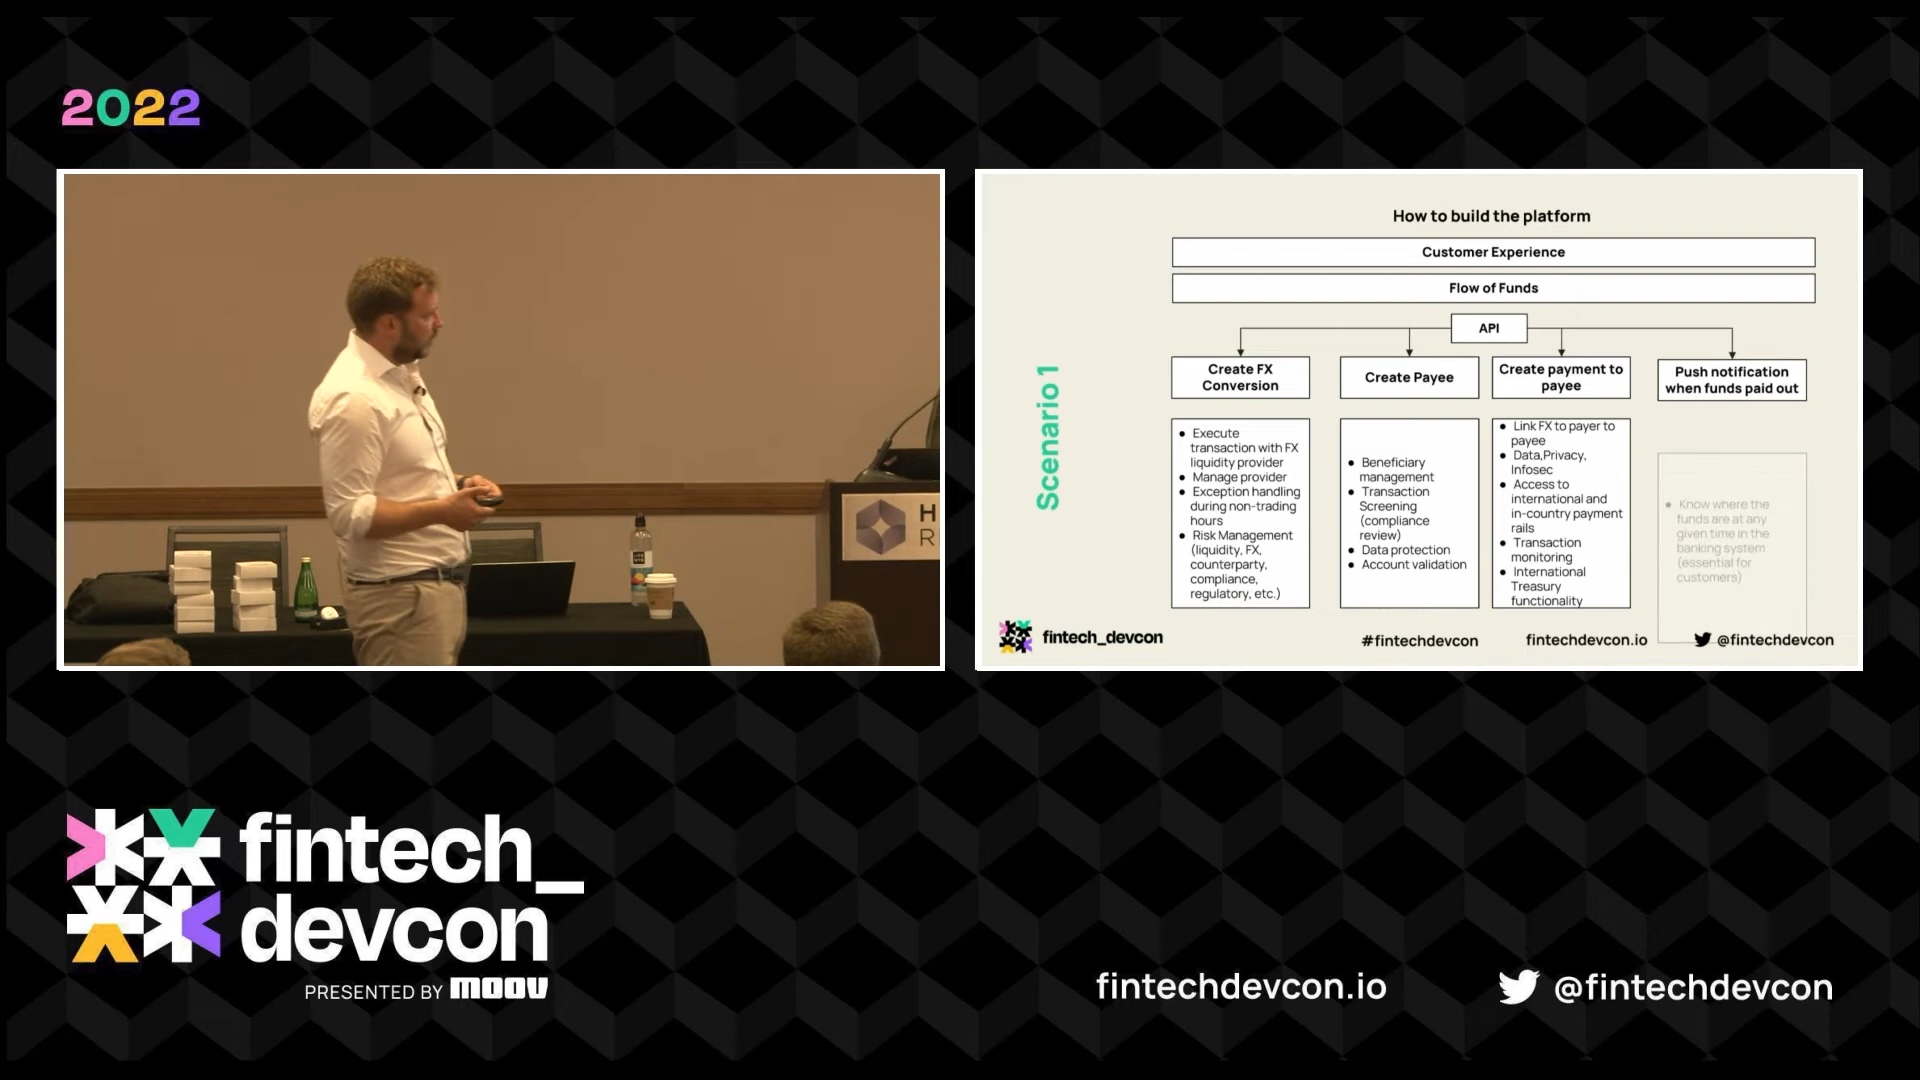 2022
H
R
How to build the platform
Customer Experience
Flow of Funds
API
Create FX
Conversion
Create Payee
Create payment to
payee
Push notification
when funds paid out
Scenario 1
• Execute
transaction with FX
liquidity provider
• Manage provider
• Exception handling
during non-trading
hours
• Risk Management
(liquidity, FX,
counterparty,
compliance,
regulatory, etc.)
• Beneficiary
management
• Transaction
Screening
(compliance
review)
• Data protection
• Account validation
• Link FX to payer to
payee
• Data,Privacy,
Infosec
• Access to
international and
in-country payment
rails
• Transaction
monitoring
• International
Treasury
functionality
• Know where the
funds are at any
given time in the
banking system
(essential for
customers)
fintech_devcon
#fintechdevcon
fintechdevcon.io
@fintechdevcon
fintech_
devcon
PRESENTED BY moov
fintechdevcon.io
@fintechdevcon